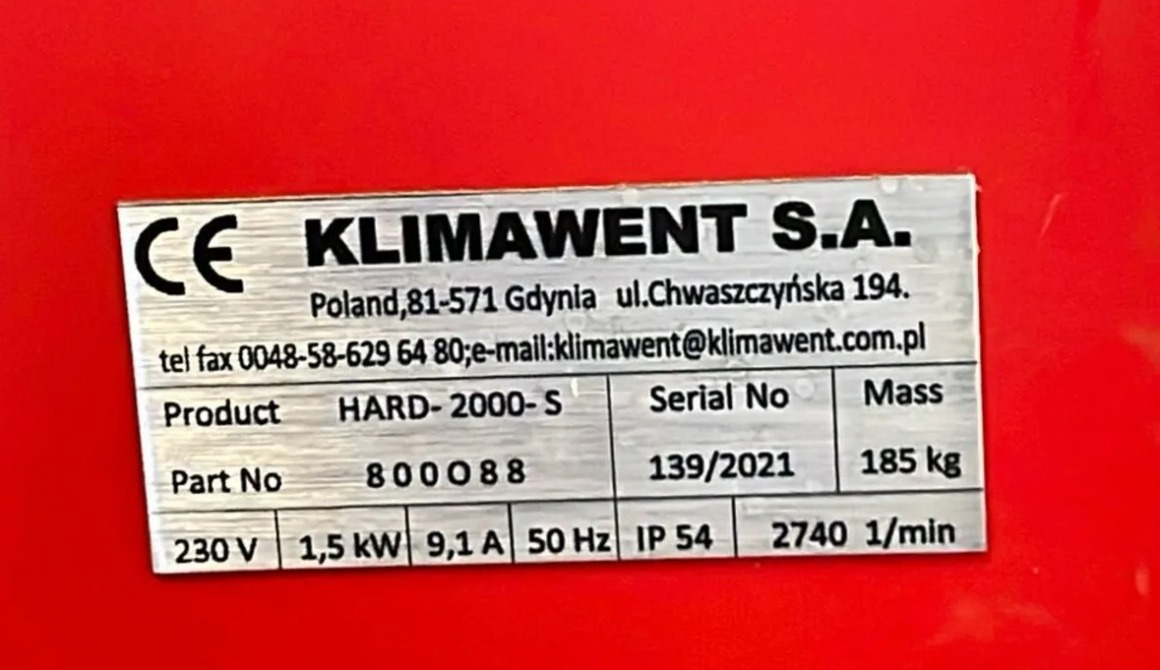 CE KLIMAWENT S.A.
Poland,81-571 Gdynia ul.Chwaszczyńska 194.
tel fax 0048-58-629 64 80;e-mail:klimawent@klimawent.com.pl
Product HARD- 2000- S Serial No Mass
Part No 800O88 139/2021 185 kg
230 V 1,5 kW 9,1 A 50 Hz IP 54 2740 1/min